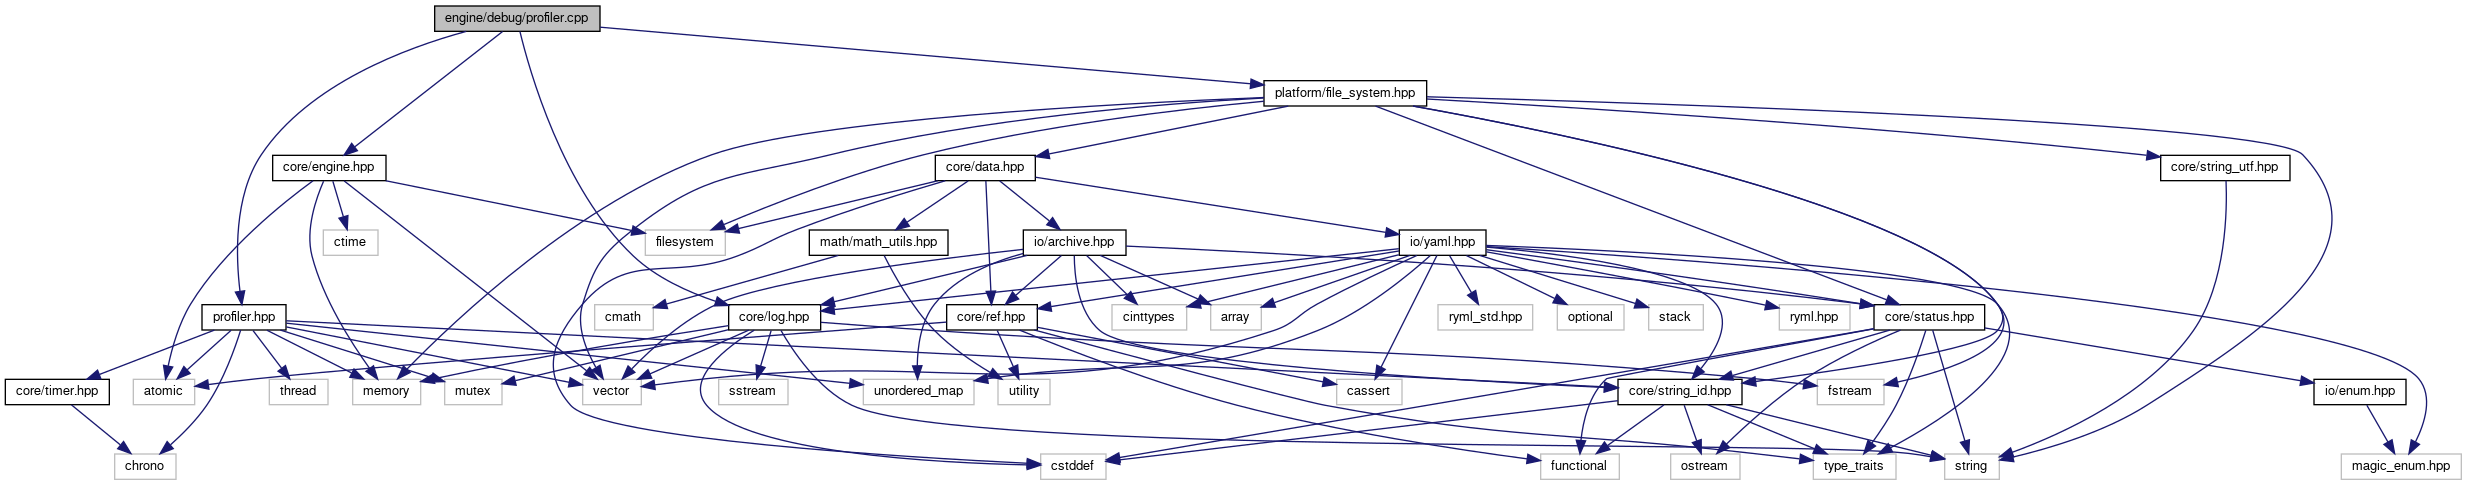 engine/debug/profiler.cpp
platform/file_system.hpp
core/engine.hpp
core/data.hpp
core/string_utf.hpp
ctime
filesystem
math/math_utils.hpp
io/archive.hpp
io/yaml.hpp
profiler.hpp
cmath
core/log.hpp
core/ref.hpp
cinttypes
array
ryml_std.hpp
optional
stack
ryml.hpp
core/status.hpp
core/timer.hpp
atomic
thread
memory
mutex
vector
sstream
unordered_map
utility
cassert
core/string_id.hpp
fstream
io/enum.hpp
chrono
cstddef
functional
ostream
type_traits
string
magic_enum.hpp